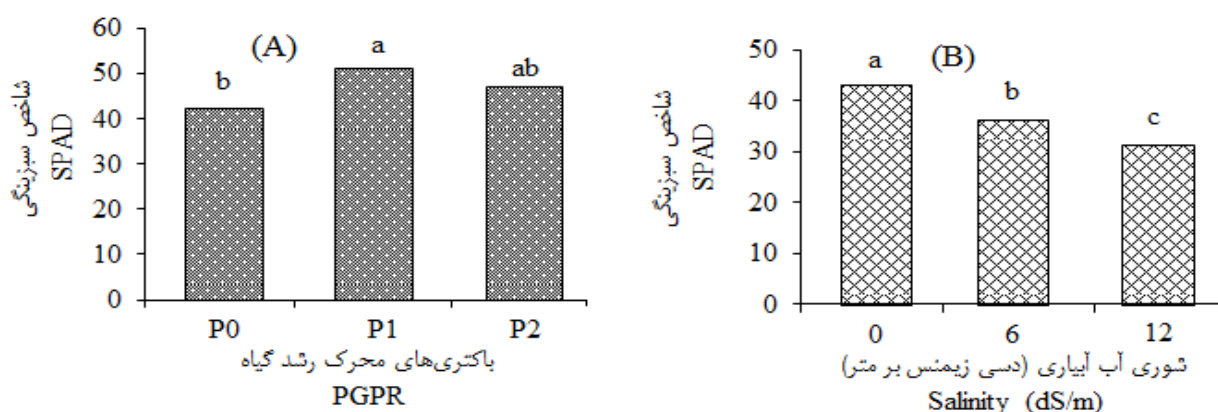 (A)
شاخص سبزینگی
SPAD
60
50
40
30
20
10
0
b
a
ab
P0 P1 P2
باکتری‌های محرک رشد گیاه
PGPR
(B)
شاخص سبزینگی
SPAD
50
40
30
20
10
0
a
b
c
0 6 12
شوری آب آبیاری (دسی زیمنس بر متر)
Salinity (dS/m)